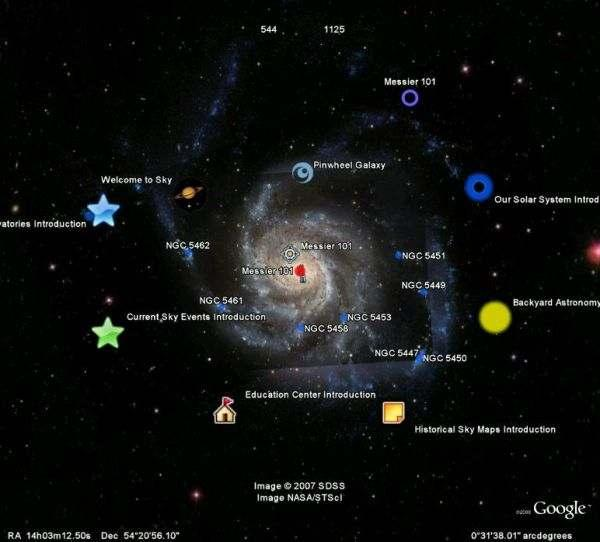 544 1125
Messier 101
Pinwheel Galaxy
Welcome to Sky
Our Solar System Introd
vatories Introduction
NGC 5462
Messier 101
NGC 5451
Messier 101
NGC 5449
NGC 5461
Backyard Astronomy
Current Sky Events Introduction
NGC 5453
NGC 5458
NGC 5447
NGC 5450
Education Center Introduction
Historical Sky Maps Introduction
Image © 2007 SDSS
Image NASA/STScI
Google
RA 14h03m12.50s Dec 54°20'56.10" 0°31'38.01" arcdegrees